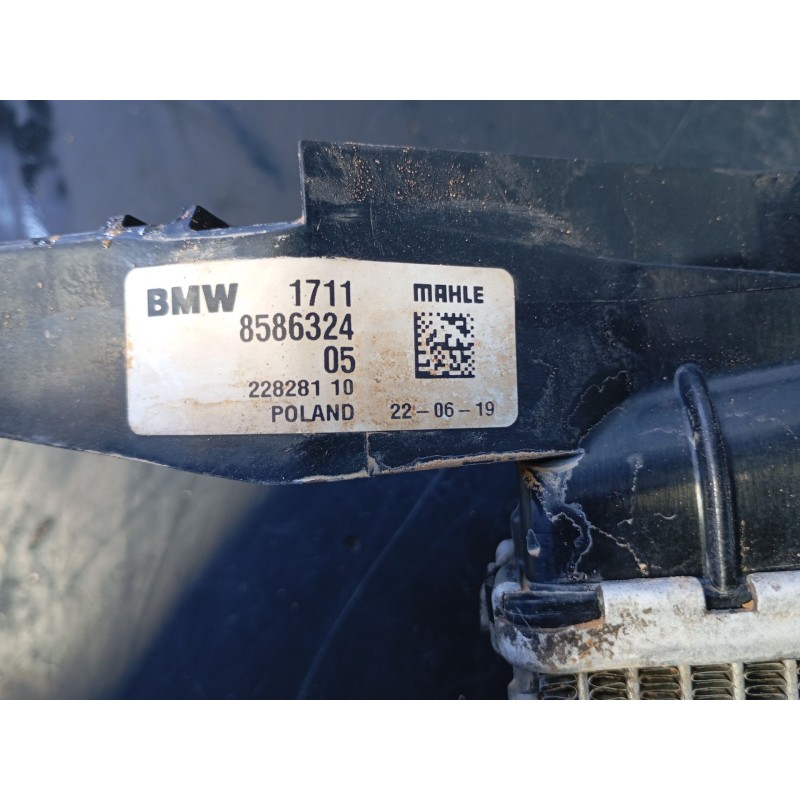 BMW 1711 MAHLE
8586324
05
228281 10
POLAND 22-06-19